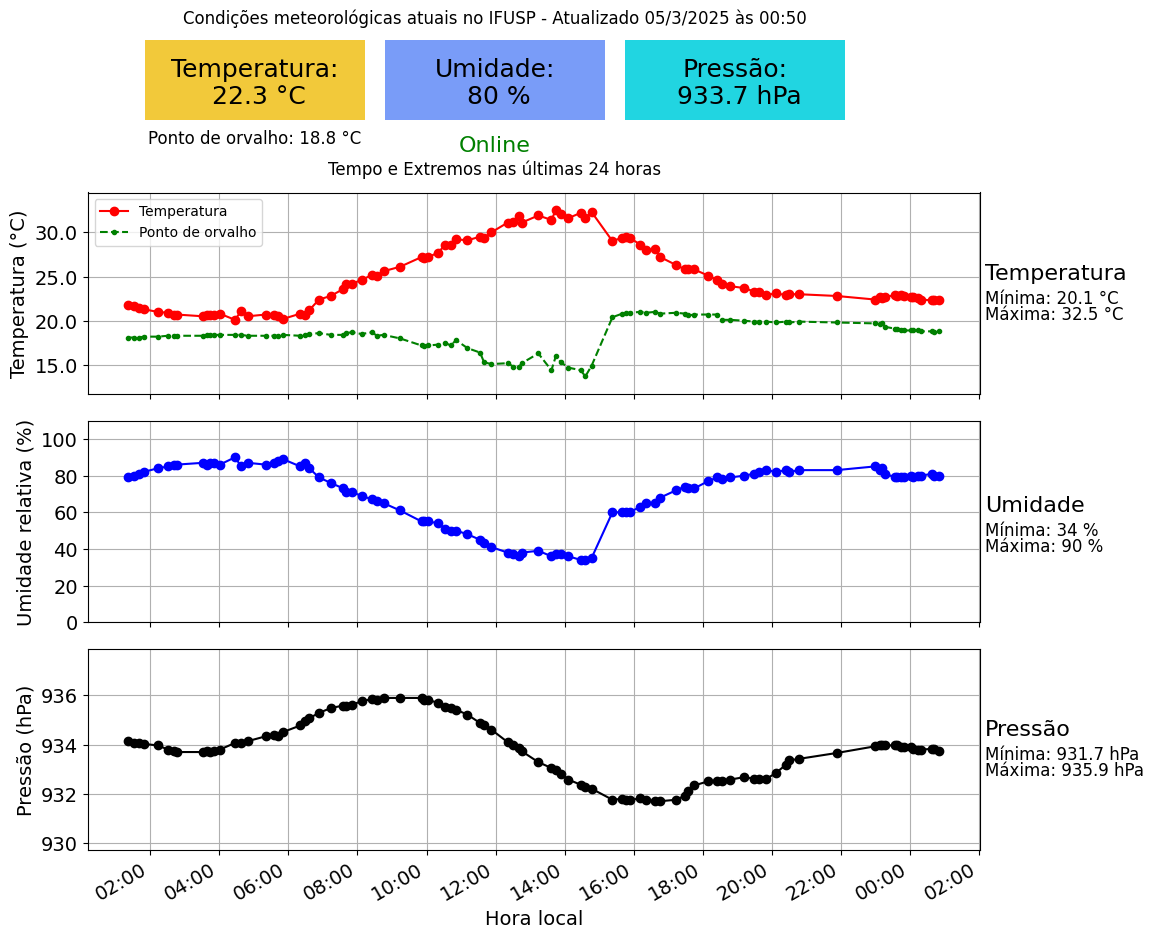 Condições meteorológicas atuais no IFUSP - Atualizado 05/3/2025 às 00:50
Temperatura:
22.3 °C
Umidade:
80 %
Pressão:
933.7 hPa
Ponto de orvalho: 18.8 °C
Online
Tempo e Extremos nas últimas 24 horas
Temperatura (°C)
30.0
25.0
20.0
15.0
Temperatura
Ponto de orvalho
Temperatura
Mínima: 20.1 °C
Máxima: 32.5 °C
Umidade relativa (%)
100
80
60
40
20
0
Umidade
Mínima: 34 %
Máxima: 90 %
Pressão (hPa)
936
934
932
930
Pressão
Mínima: 931.7 hPa
Máxima: 935.9 hPa
02:00 04:00 06:00 08:00 10:00 12:00 14:00 16:00 18:00 20:00 22:00 00:00 02:00
Hora local